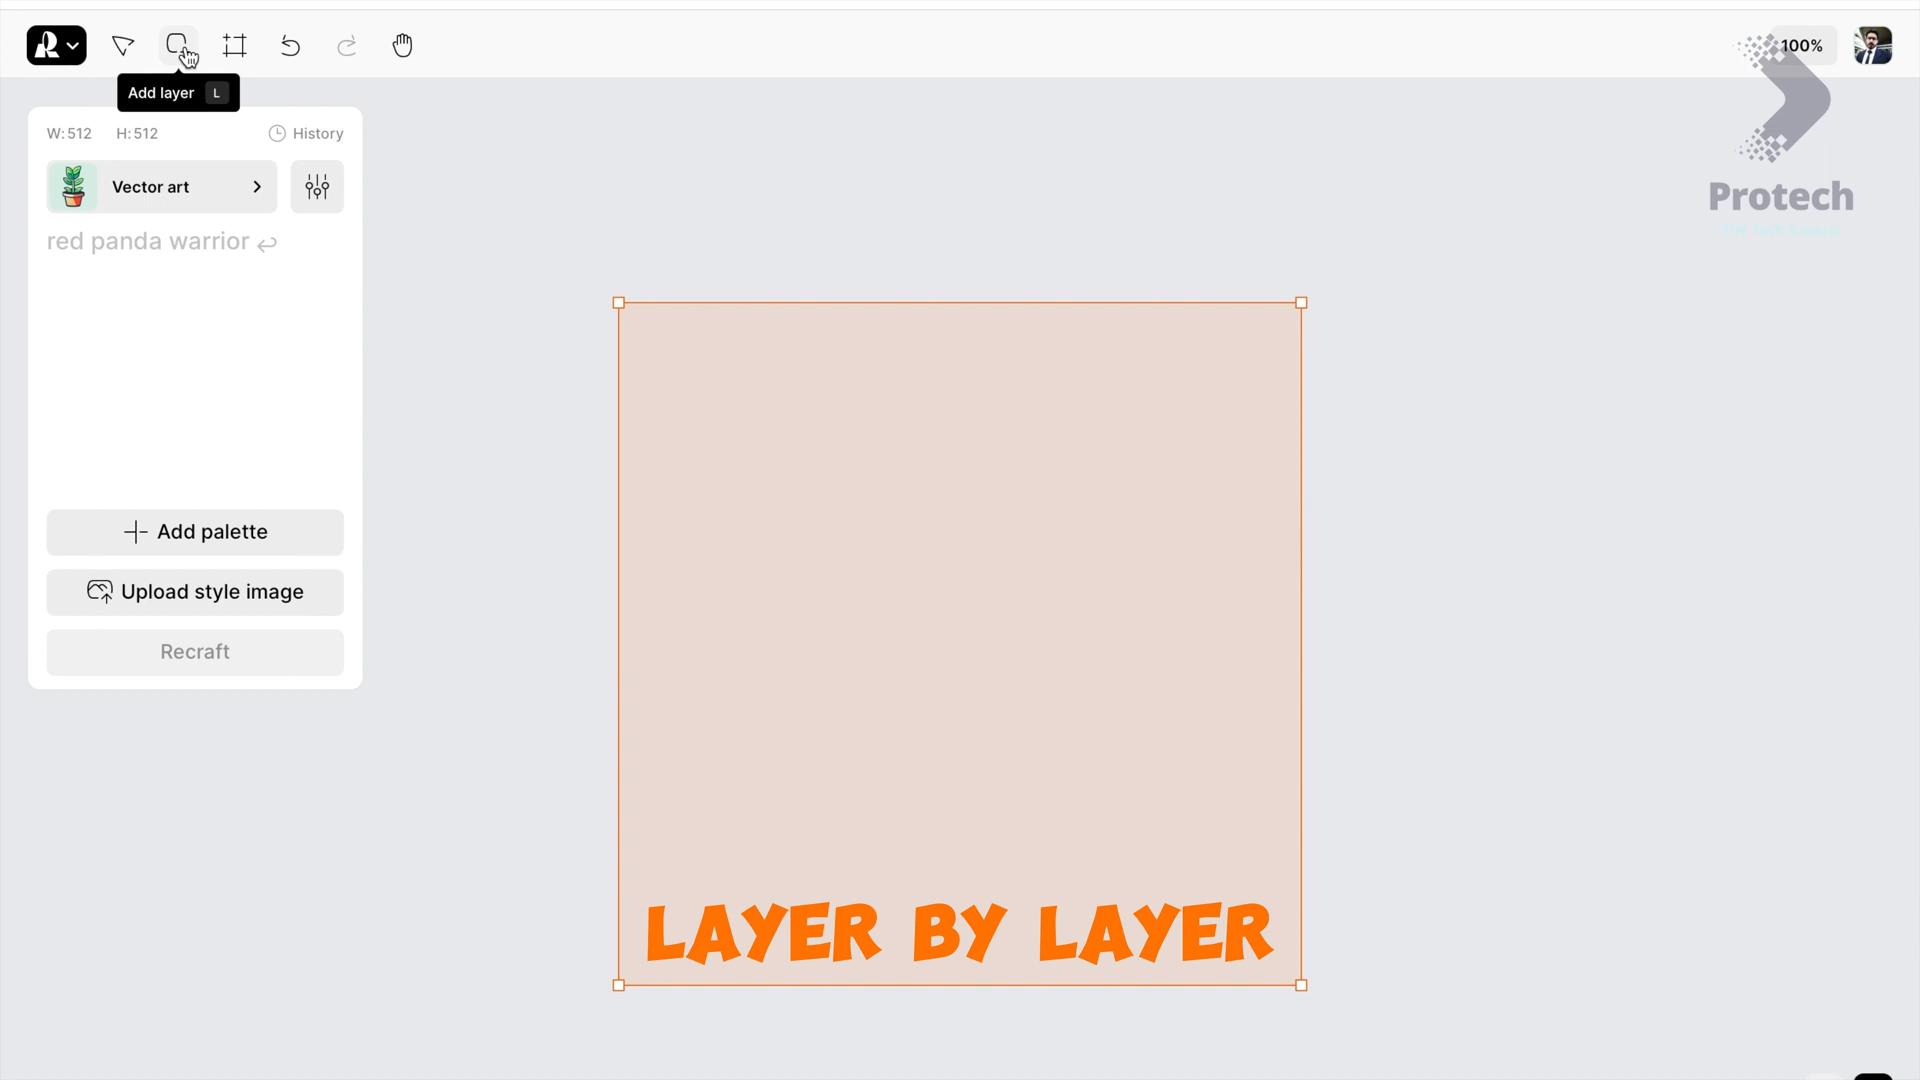 100%
Add layer L
W:512 H:512 History
Vector art
red panda warrior
Protech
Add palette
Upload style image
Recraft
LAYER BY LAYER